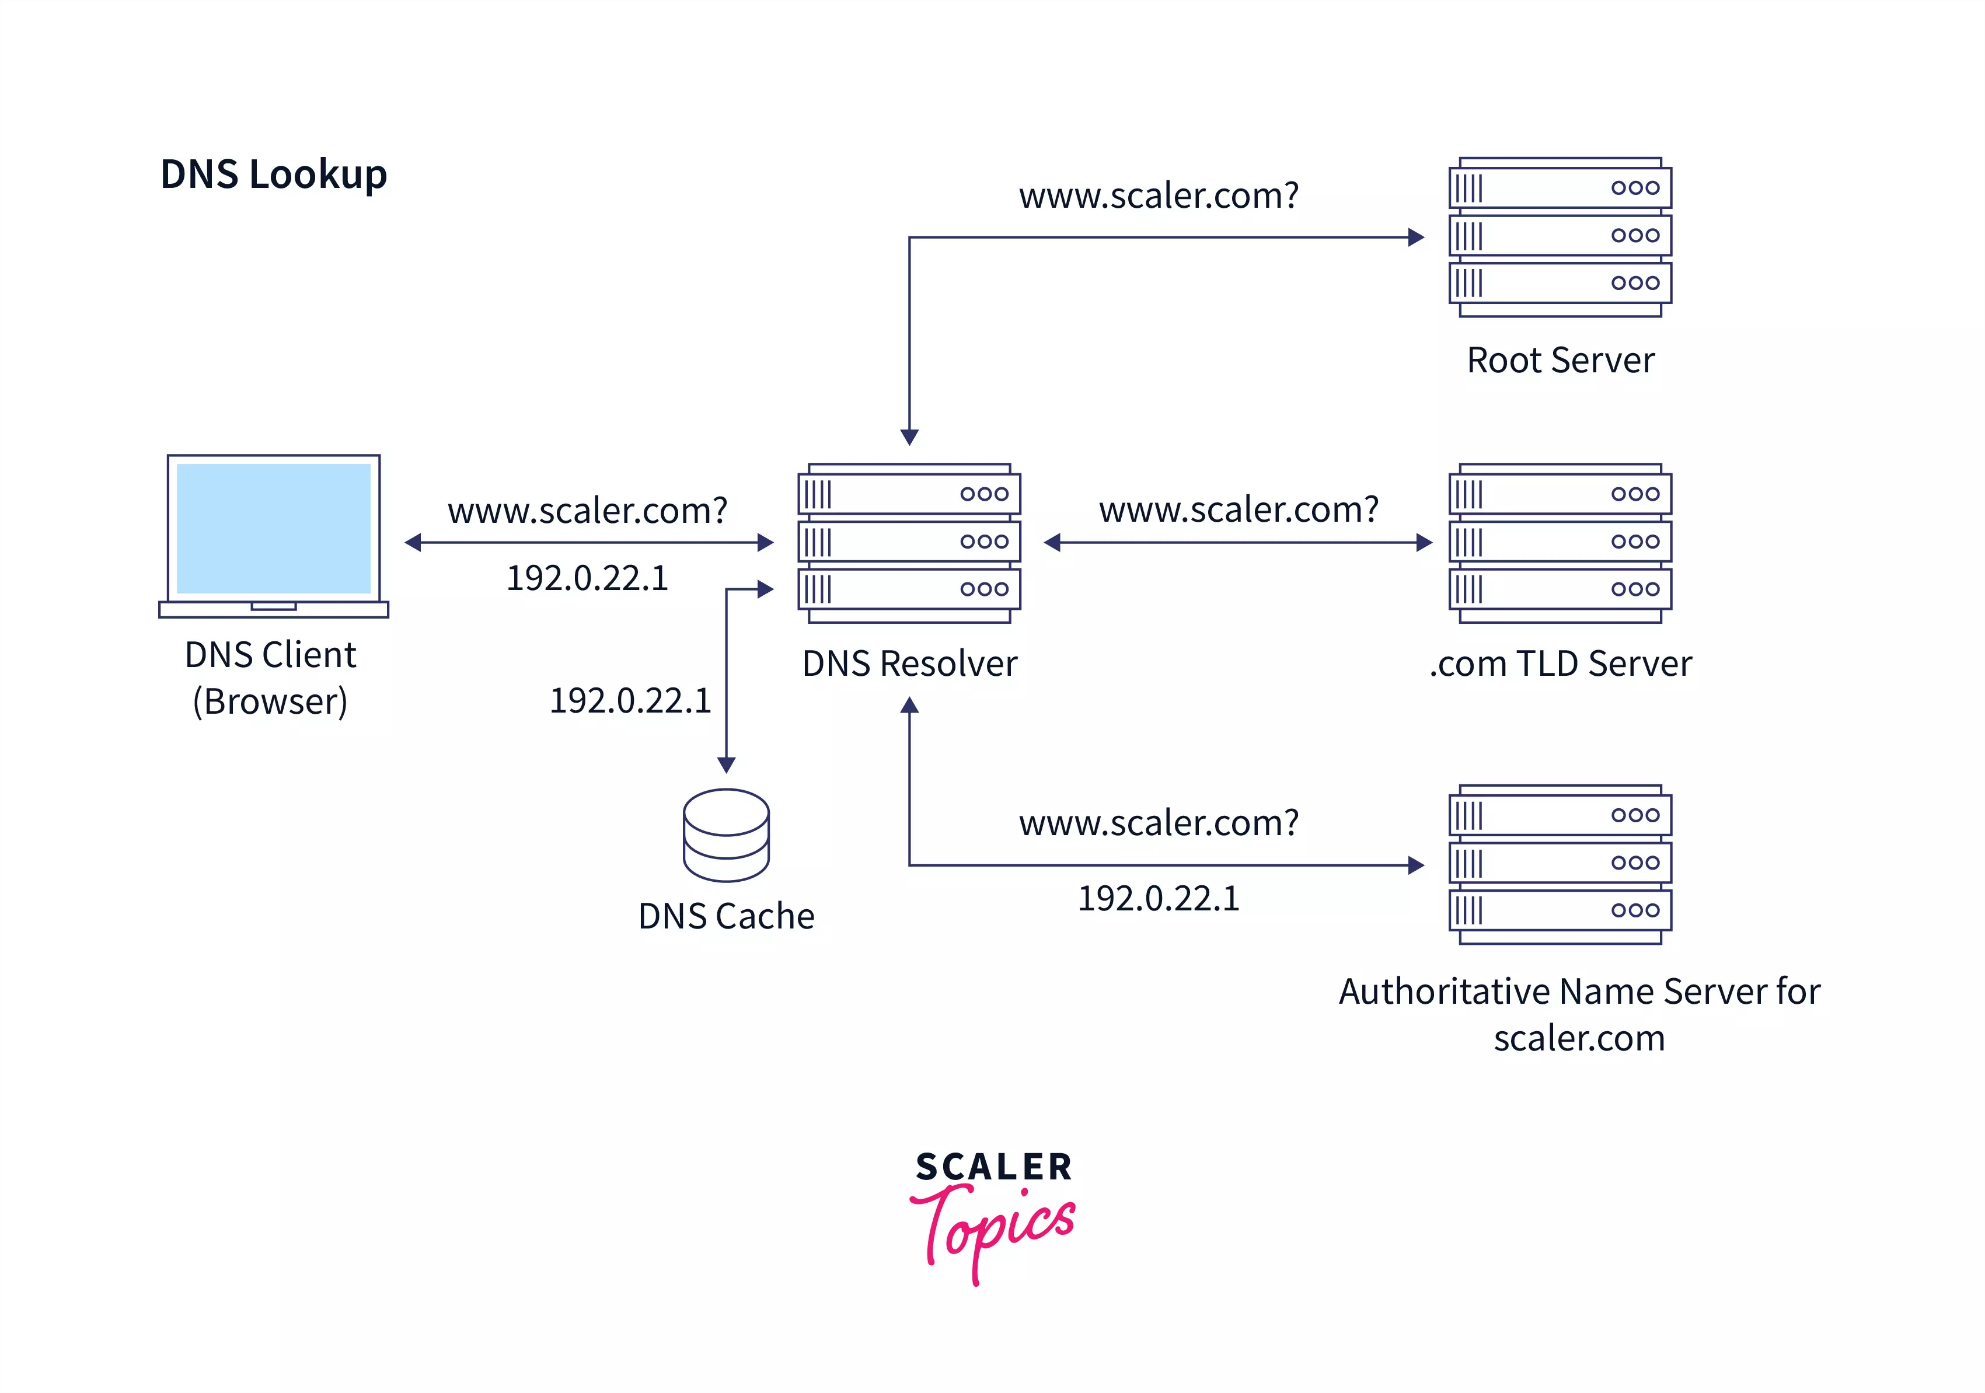 DNS Lookup
www.scaler.com?
Root Server
www.scaler.com?
192.0.22.1
www.scaler.com?
DNS Client
(Browser)
DNS Resolver
.com TLD Server
192.0.22.1
DNS Cache
www.scaler.com?
192.0.22.1
Authoritative Name Server for
scaler.com
SCALER
Topics